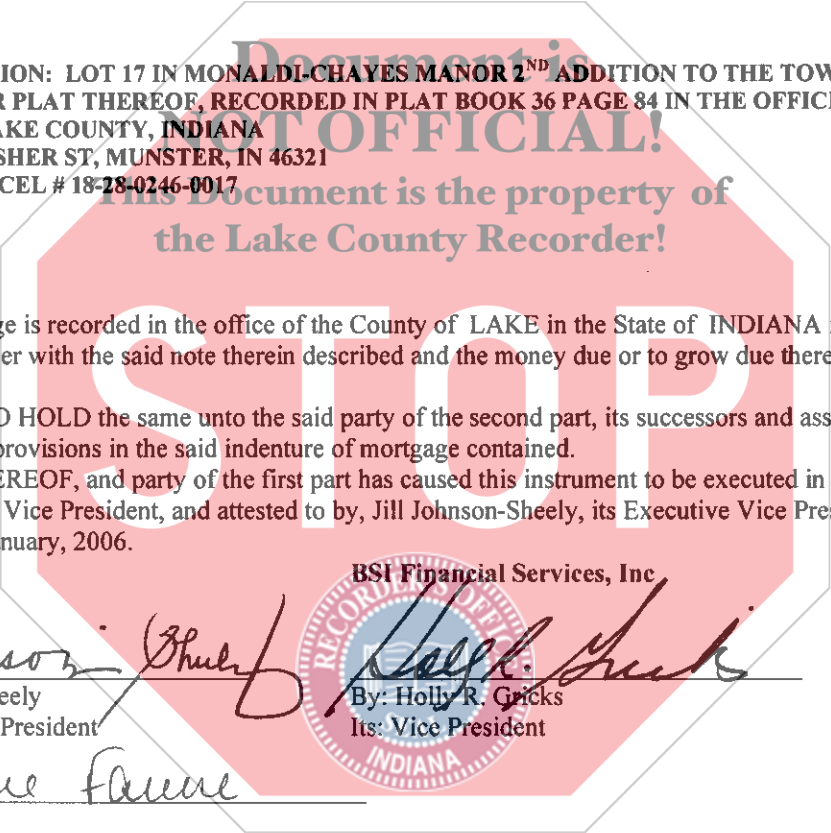 Document is
NOT OFFICIAL!
This Document is the property of
the Lake County Recorder!
STOP
ION: LOT 17 IN MONALDI-CHAYES MANOR 2ND ADDITION TO THE TOW
R PLAT THEREOF, RECORDED IN PLAT BOOK 36 PAGE 84 IN THE OFFICI
AKE COUNTY, INDIANA
SHER ST, MUNSTER, IN 46321
CEL # 18-28-0246-0017
ge is recorded in the office of the County of LAKE in the State of INDIANA
er with the said note therein described and the money due or to grow due there
O HOLD the same unto the said party of the second part, its successors and ass
provisions in the said indenture of mortgage contained.
EREOF, and party of the first part has caused this instrument to be executed in
Vice President, and attested to by, Jill Johnson-Sheely, its Executive Vice Pres
nuary, 2006.
BSI Financial Services, Inc
eely
By: Holly R. Gricks
President
Its: Vice President
RECORDER'S OFFICE
INDIANA